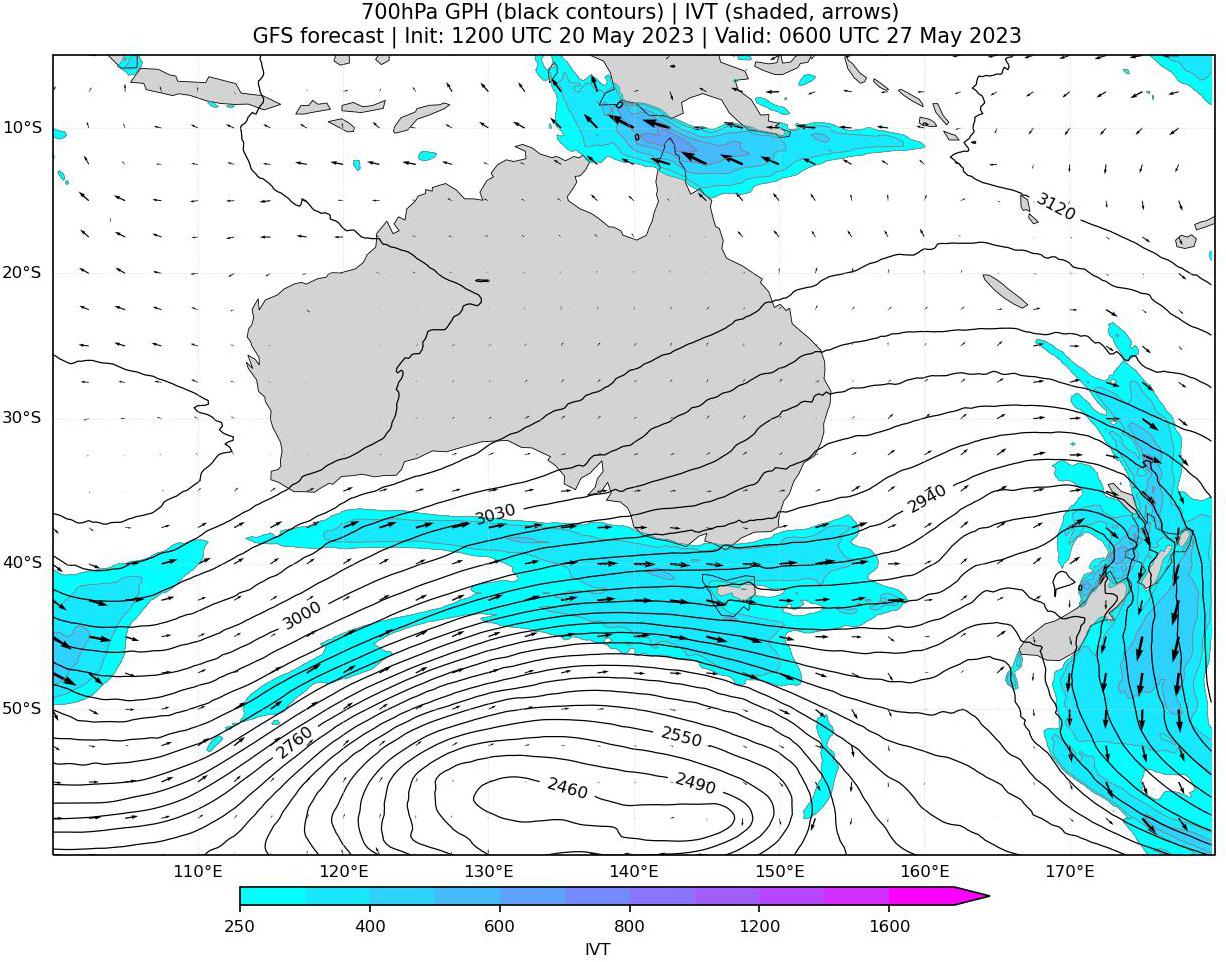 700hPa GPH (black contours) | IVT (shaded, arrows)
GFS forecast | Init: 1200 UTC 20 May 2023 | Valid: 0600 UTC 27 May 2023
10°S
3120
20°S
30°S
2940
3030
40°S
3000
50°S
2760
2550
2490
2460
110°E 120°E 130°E 140°E 150°E 160°E 170°E
250 400 600 800 1200 1600
IVT